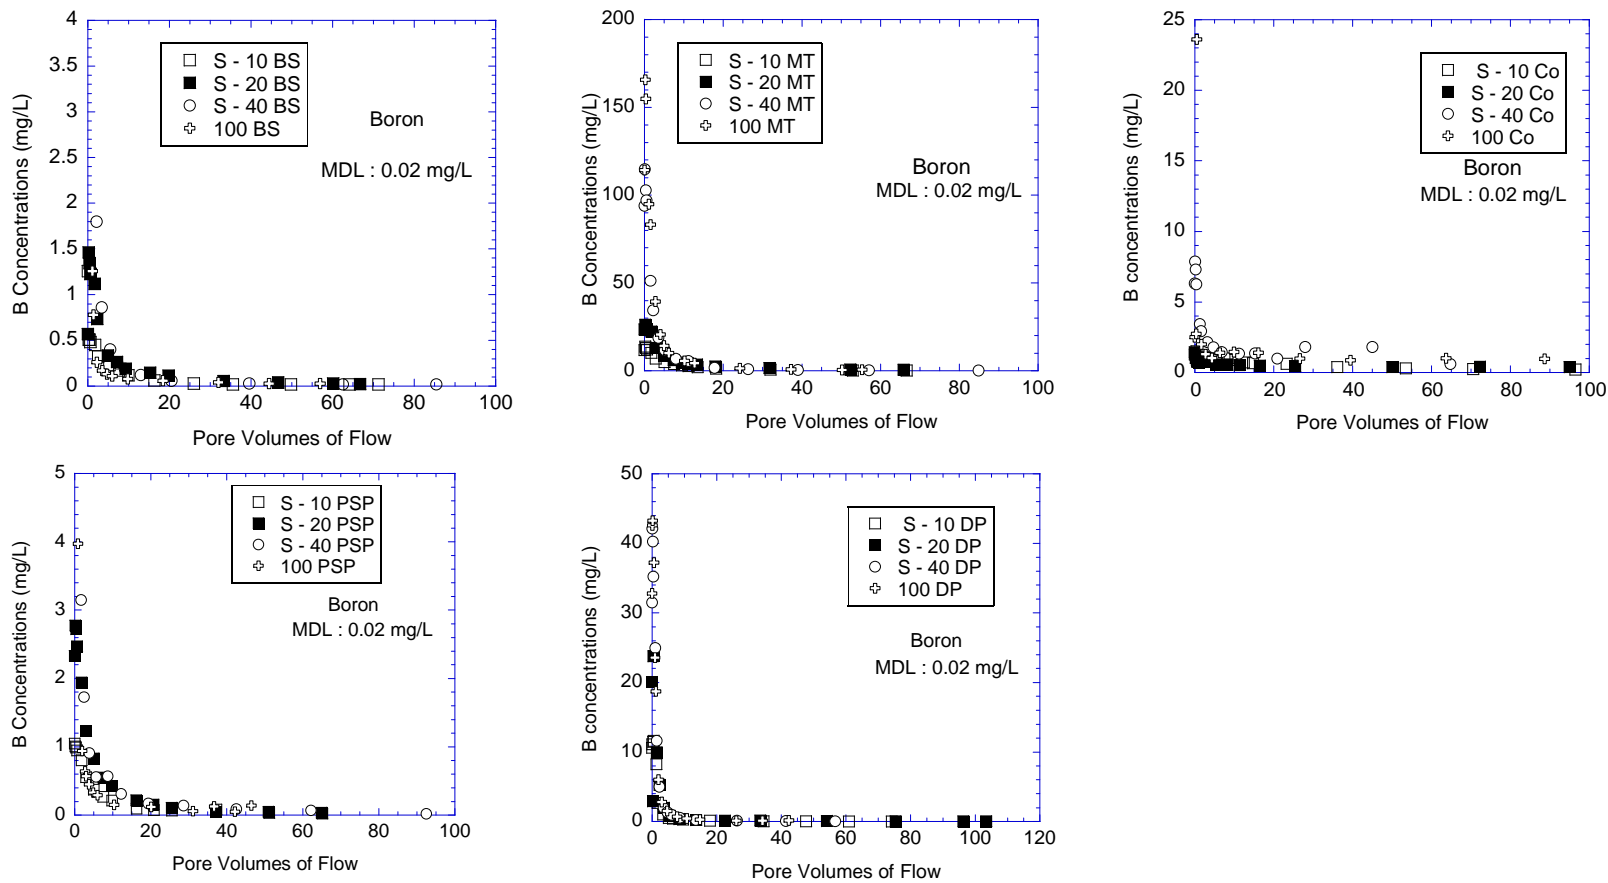 B Concentrations (mg/L)
4
3.5
3
2.5
2
1.5
1
0.5
0
0
20
40
60
80
100
S - 10 BS
S - 20 BS
S - 40 BS
100 BS
Boron
MDL : 0.02 mg/L
Pore Volumes of Flow
B Concentrations (mg/L)
200
150
100
50
0
0
20
40
60
80
100
S - 10 MT
S - 20 MT
S - 40 MT
100 MT
Boron
MDL : 0.02 mg/L
Pore Volumes of Flow
B concentrations (mg/L)
25
20
15
10
5
0
0
20
40
60
80
100
S - 10 Co
S - 20 Co
S - 40 Co
100 Co
Boron
MDL : 0.02 mg/L
Pore Volumes of Flow
B Concentrations (mg/L)
5
4
3
2
1
0
0
20
40
60
80
100
S - 10 PSP
S - 20 PSP
S - 40 PSP
100 PSP
Boron
MDL : 0.02 mg/L
Pore Volumes of Flow
B concentrations (mg/L)
50
40
30
20
10
0
0
20
40
60
80
100
120
S - 10 DP
S - 20 DP
S - 40 DP
100 DP
Boron
MDL : 0.02 mg/L
Pore Volumes of Flow